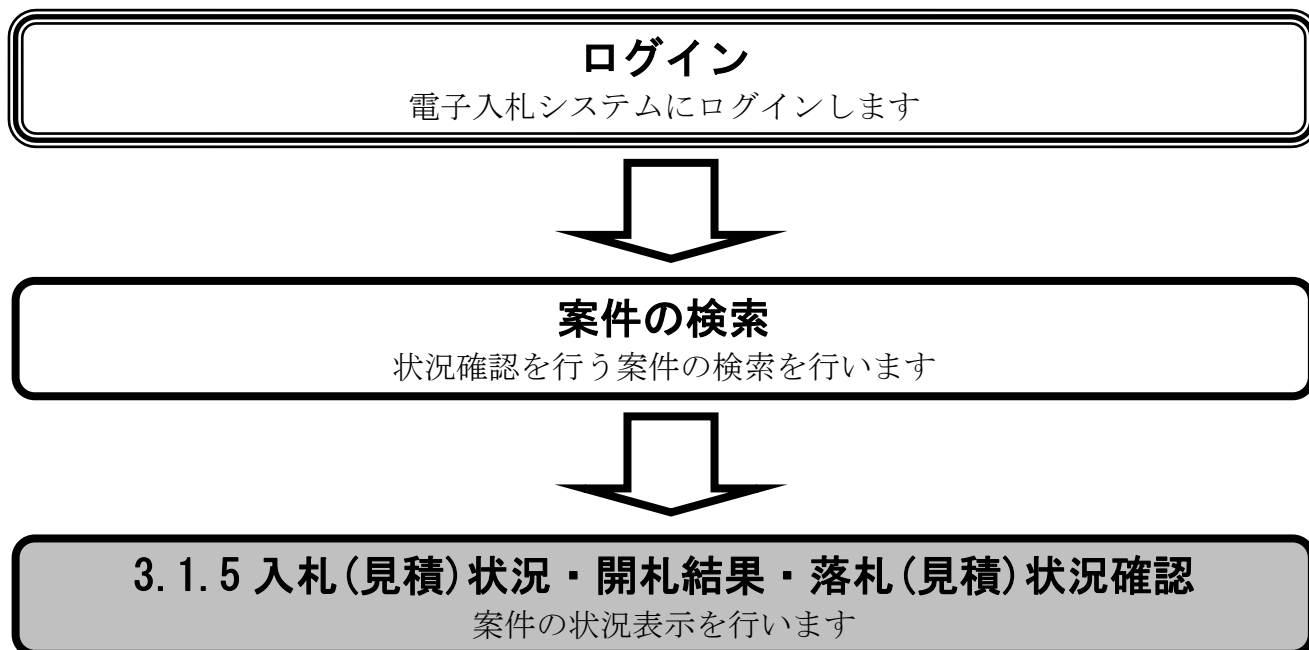 ログイン
電子入札システムにログインします
案件の検索
状況確認を行う案件の検索を行います
3.1.5 入札(見積)状況・開札結果・落札(見積)状況確認
案件の状況表示を行います